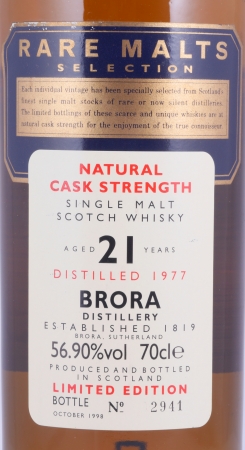 RARE MALTS
SELECTION
Each individual vintage has been specially selected from Scotland's
finest single malt stocks of rare or now silent distilleries.
The limited bottlings of these scarce and unique whiskies are at
natural cask strength for the enjoyment of the true connoisseur
NATURAL
CASK STRENGTH
SINGLE MALT
SCOTCH WHISKY
AGED 21 YEARS
DISTILLED 1977
BRORA
DISTILLERY
ESTABLISHED 1819
BRORA, SUTHERLAND
56.90%vol 70cl e
PRODUCED AND BOTTLED
IN SCOTLAND
LIMITED EDITION
BOTTLE Nº 2941
OCTOBER 1998